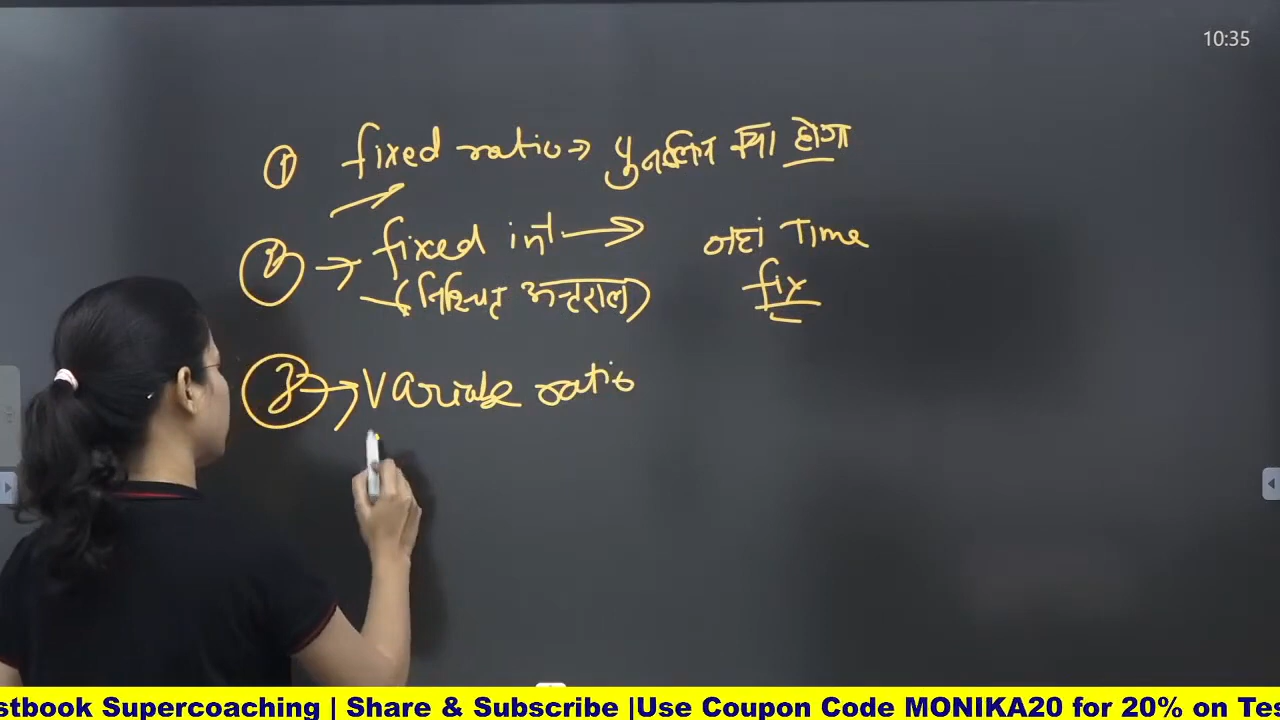 10:35
① fixed ratio → पुनर्बलन क्या होगा
② → fixed int → जहां Time
(निश्चित अन्तराल) fix
③ → Variable ratio
stbook Supercoaching | Share & Subscribe |Use Coupon Code MONIKA20 for 20% on Tes